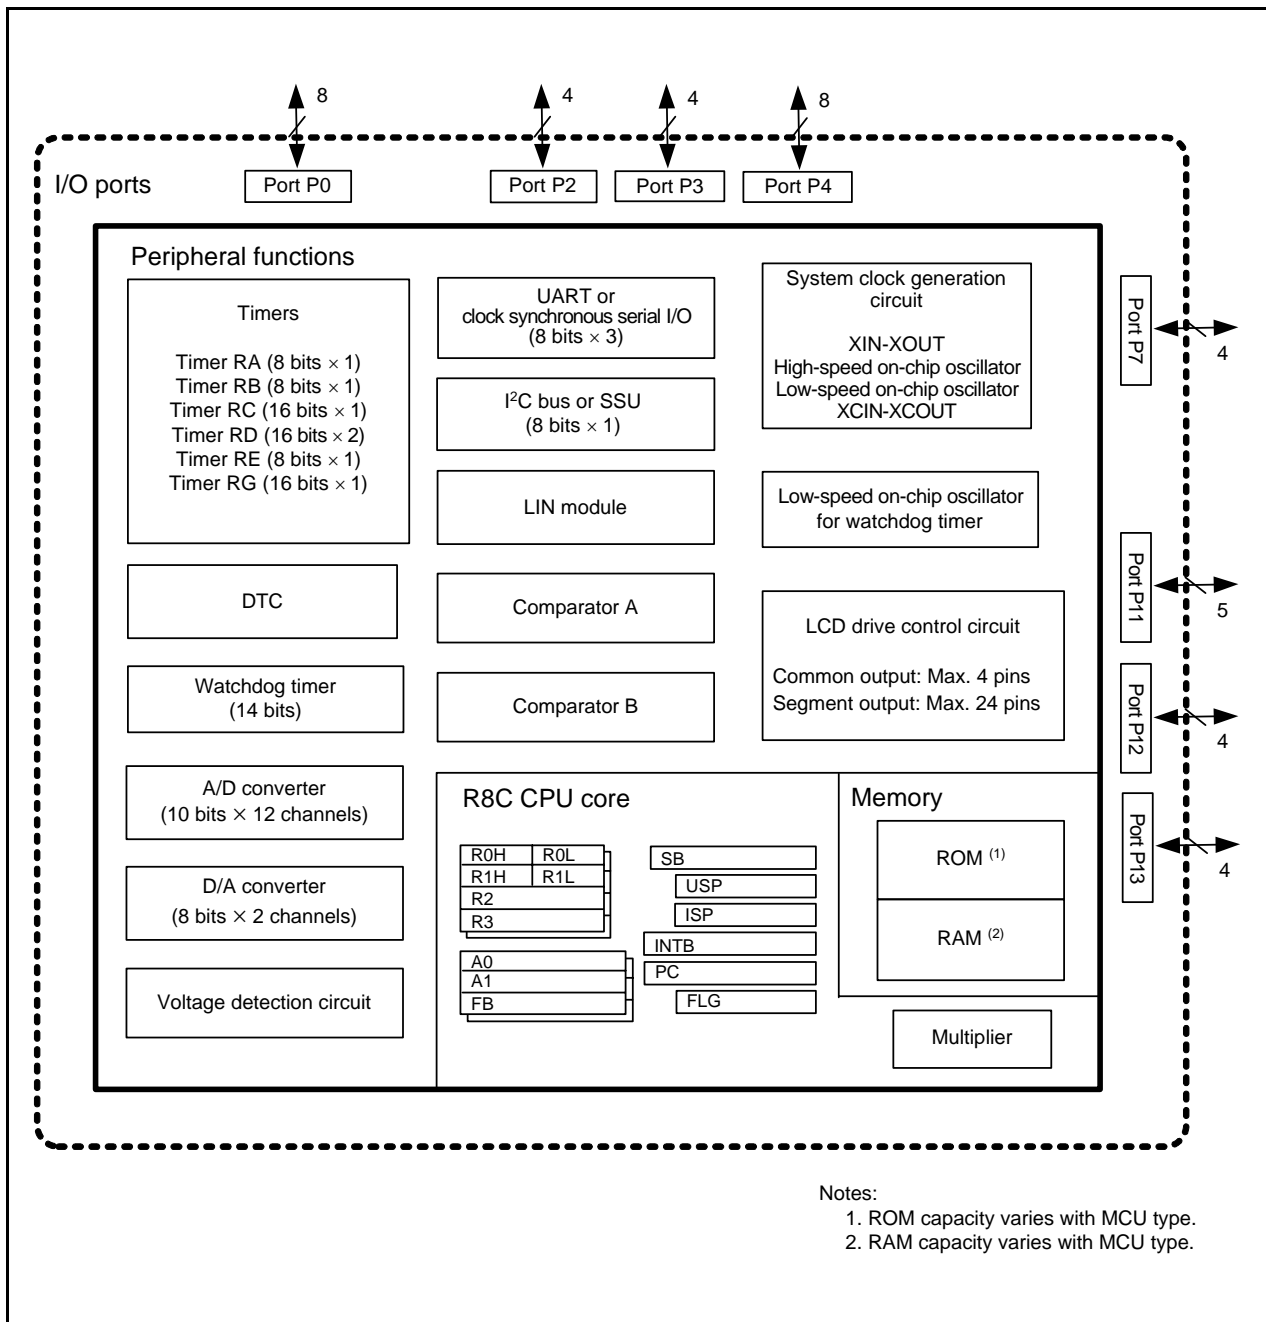 8
4
4
8
I/O ports
Port P0
Port P2
Port P3
Port P4
Peripheral functions
Timers
Timer RA (8 bits × 1)
Timer RB (8 bits × 1)
Timer RC (16 bits × 1)
Timer RD (16 bits × 2)
Timer RE (8 bits × 1)
Timer RG (16 bits × 1)
DTC
Watchdog timer
(14 bits)
A/D converter
(10 bits × 12 channels)
D/A converter
(8 bits × 2 channels)
Voltage detection circuit
UART or
clock synchronous serial I/O
(8 bits × 3)
I²C bus or SSU
(8 bits × 1)
LIN module
Comparator A
Comparator B
System clock generation
circuit
XIN-XOUT
High-speed on-chip oscillator
Low-speed on-chip oscillator
XCIN-XCOUT
Low-speed on-chip oscillator
for watchdog timer
LCD drive control circuit
Common output: Max. 4 pins
Segment output: Max. 24 pins
R8C CPU core
R0H R0L
R1H R1L
R2
R3
A0
A1
FB
SB
USP
ISP
INTB
PC
FLG
Memory
ROM (1)
RAM (2)
Multiplier
Port P7
4
Port P11
5
Port P12
4
Port P13
4
Notes:
1. ROM capacity varies with MCU type.
2. RAM capacity varies with MCU type.